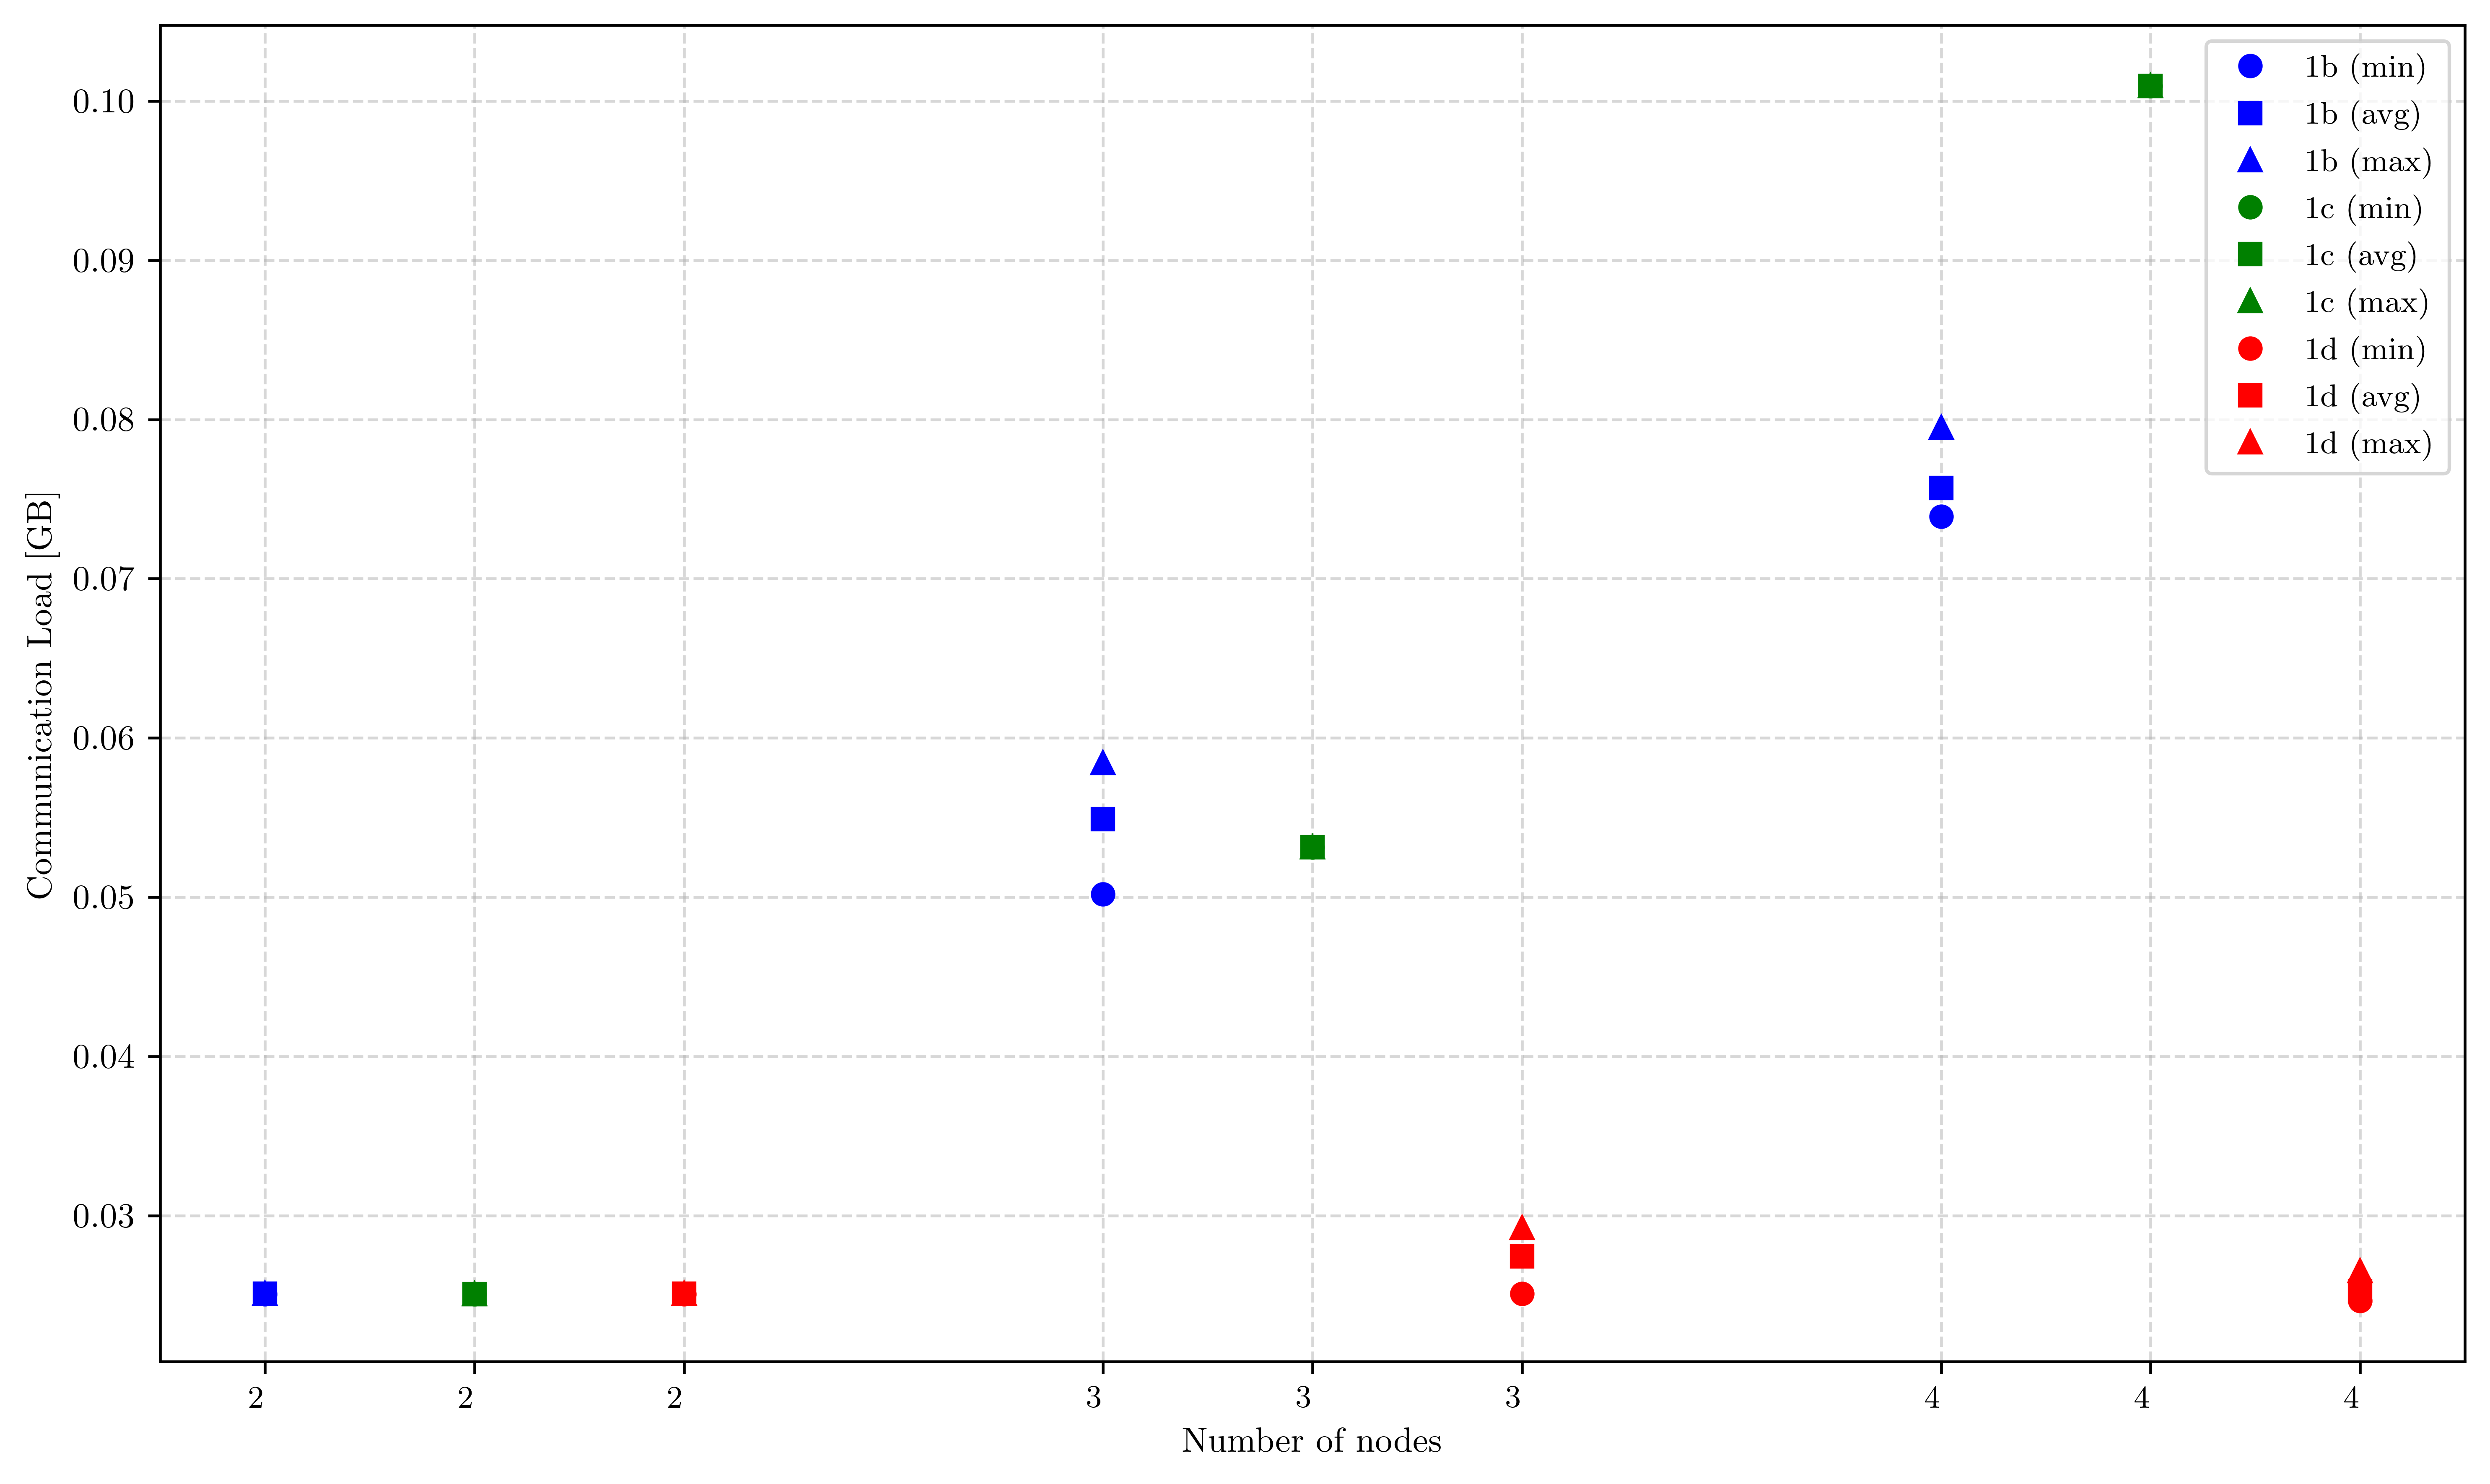 Communication Load [GB]
0.10
0.09
0.08
0.07
0.06
0.05
0.04
0.03
1b (min)
1b (avg)
1b (max)
1c (min)
1c (avg)
1c (max)
1d (min)
1d (avg)
1d (max)
2 2 2 3 3 3 4 4 4
Number of nodes